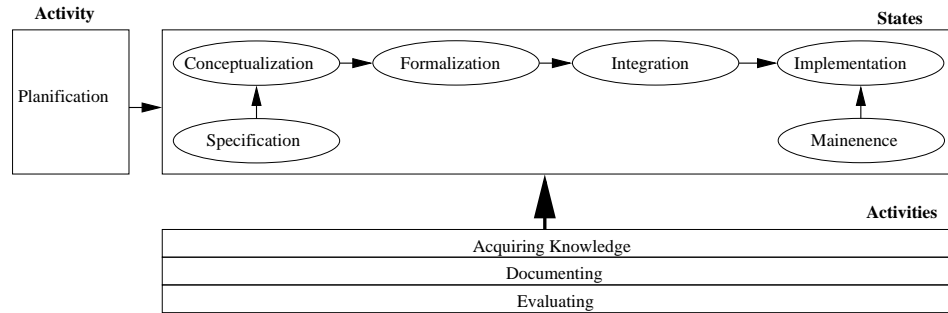 Activity
States
Conceptualization
Formalization
Integration
Implementation
Planification
Specification
Mainenence
Activities
Acquiring Knowledge
Documenting
Evaluating